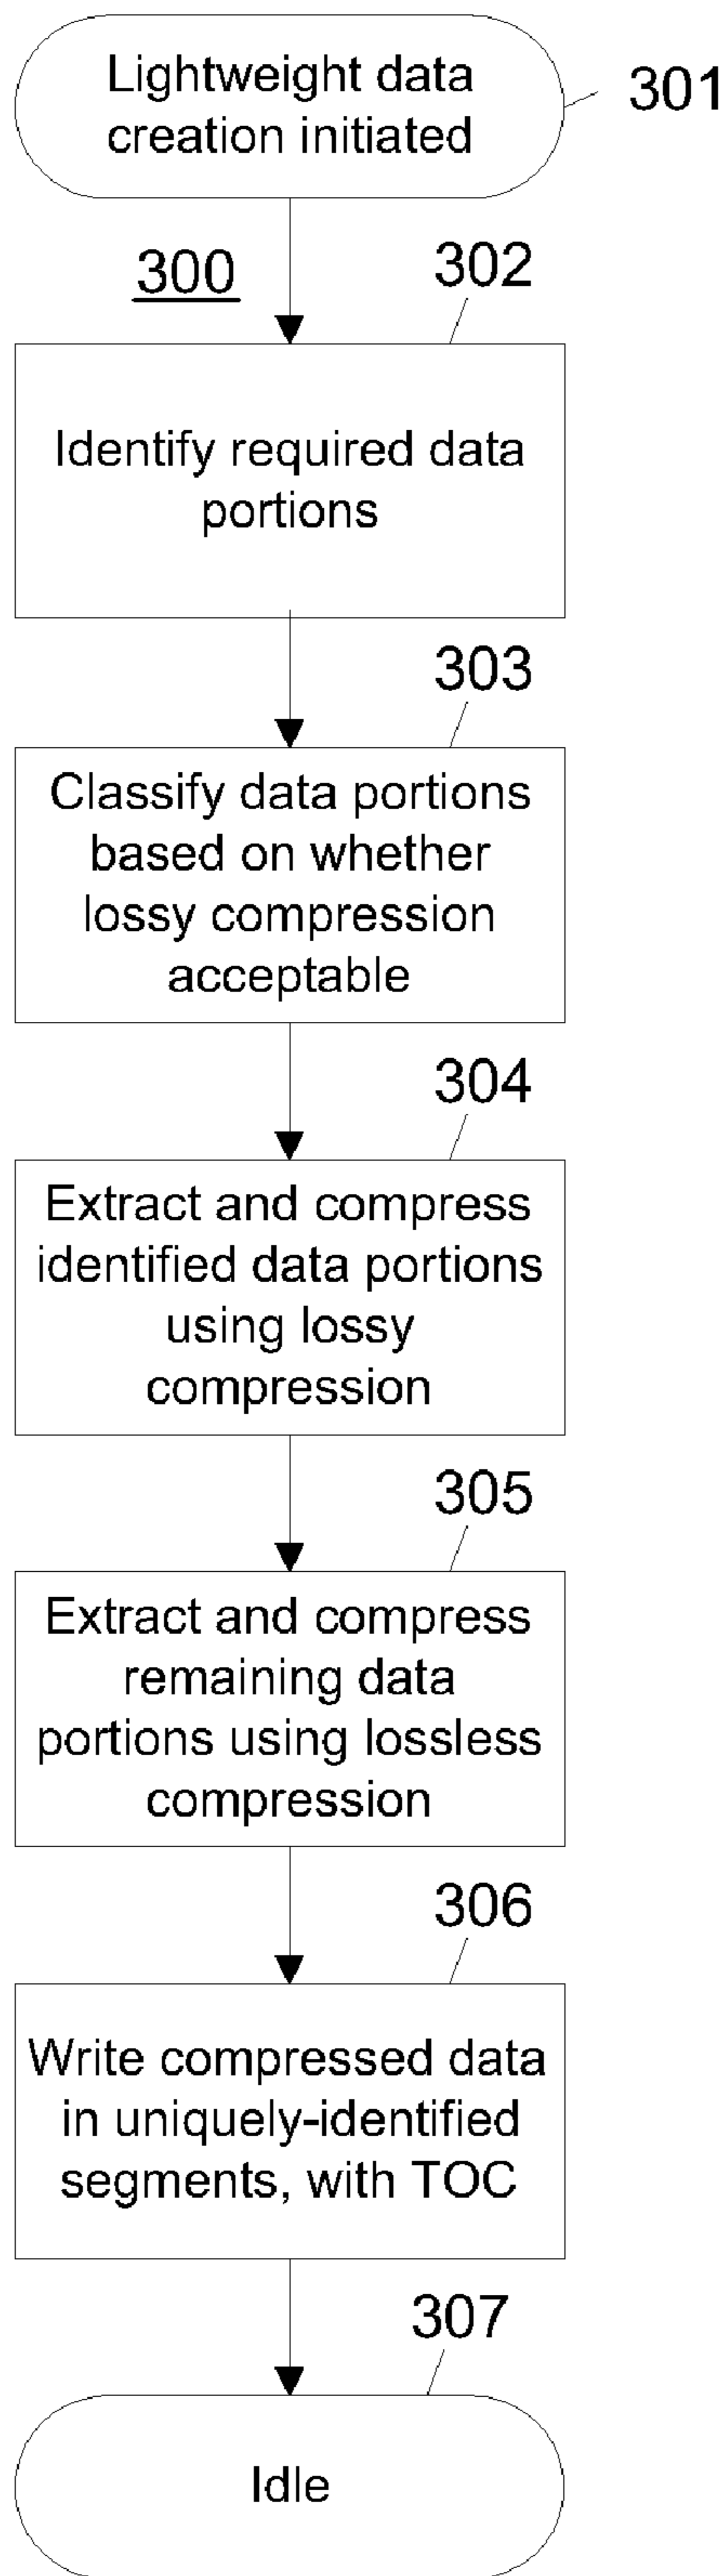 Lightweight data
creation initiated
301
300
302
Identify required data
portions
303
Classify data portions
based on whether
lossy compression
acceptable
304
Extract and compress
identified data portions
using lossy
compression
305
Extract and compress
remaining data
portions using lossless
compression
306
Write compressed data
in uniquely-identified
segments, with TOC
307
Idle